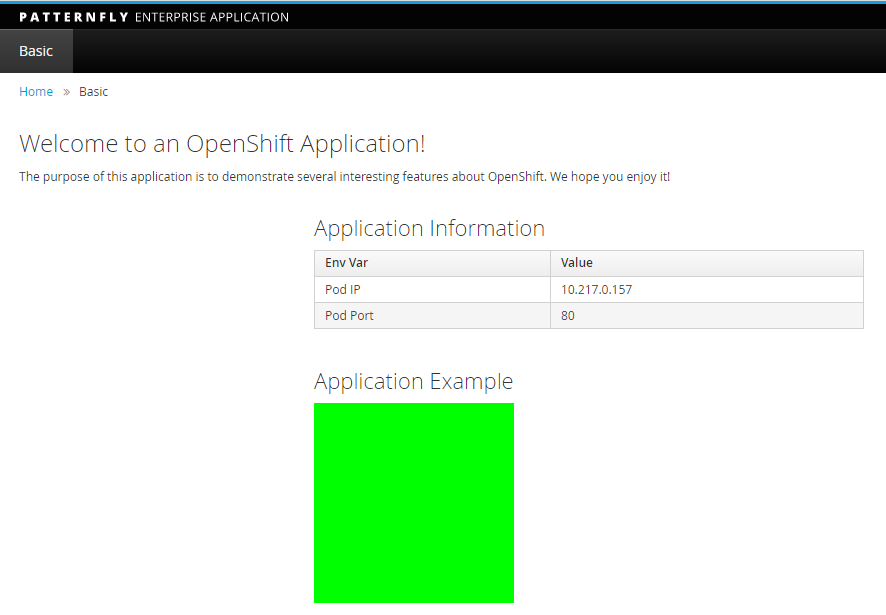 PATTERNFLY ENTERPRISE APPLICATION
Basic
Home » Basic
Welcome to an OpenShift Application!
The purpose of this application is to demonstrate several interesting features about OpenShift. We hope you enjoy it!
Application Information
Env Var Value
Pod IP 10.217.0.157
Pod Port 80
Application Example